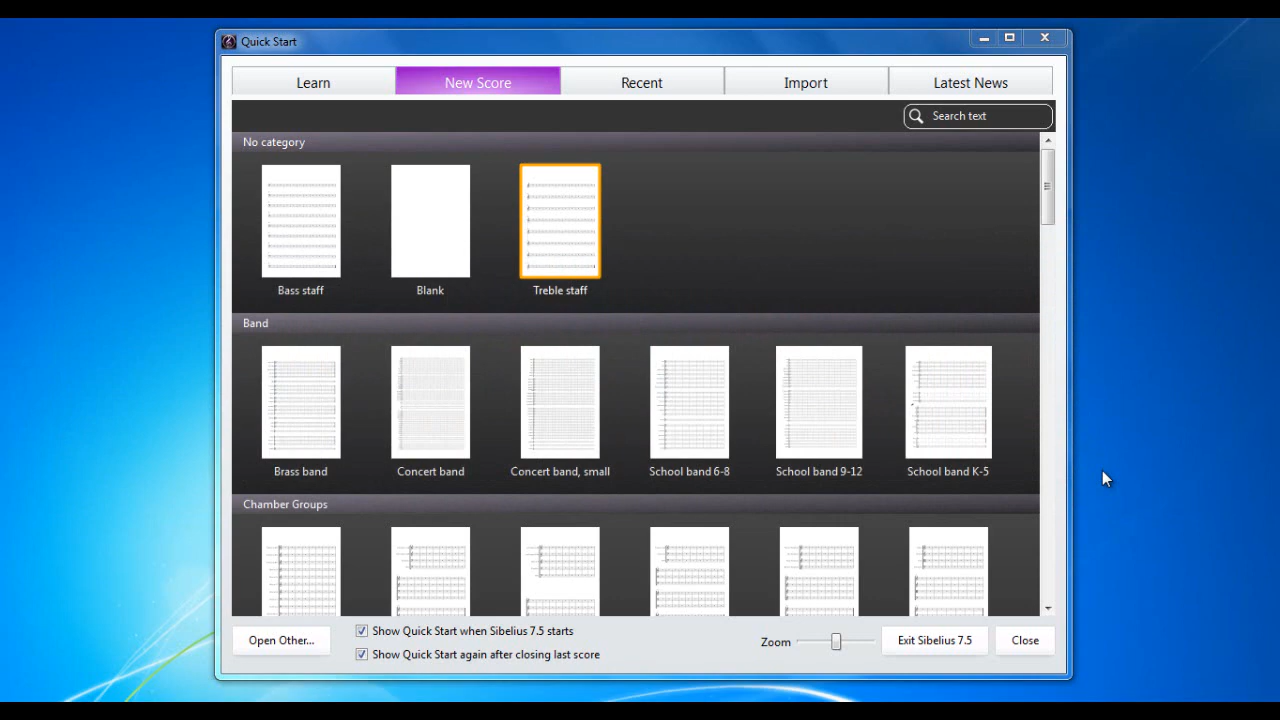 Quick Start
Learn
New Score
Recent
Import
Latest News
Search text
No category
Bass staff
Blank
Treble staff
Band
Brass band
Concert band
Concert band, small
School band 6-8
School band 9-12
School band K-5
Chamber Groups
Open Other...
Show Quick Start when Sibelius 7.5 starts
Show Quick Start again after closing last score
Zoom
Exit Sibelius 7.5
Close